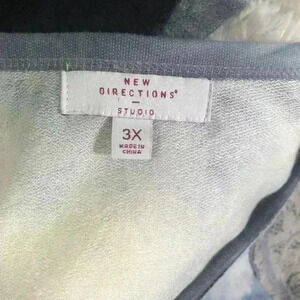 NEW
DIRECTIONS®
STUDIO
3X
MADE IN
CHINA